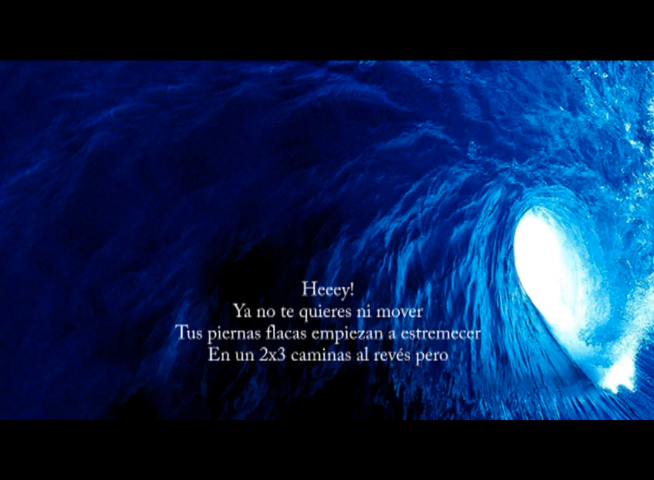 Heeey!
Ya no te quieres ni mover
Tus piernas flacas empiezan a estremecer
En un 2x3 caminas al revés pero